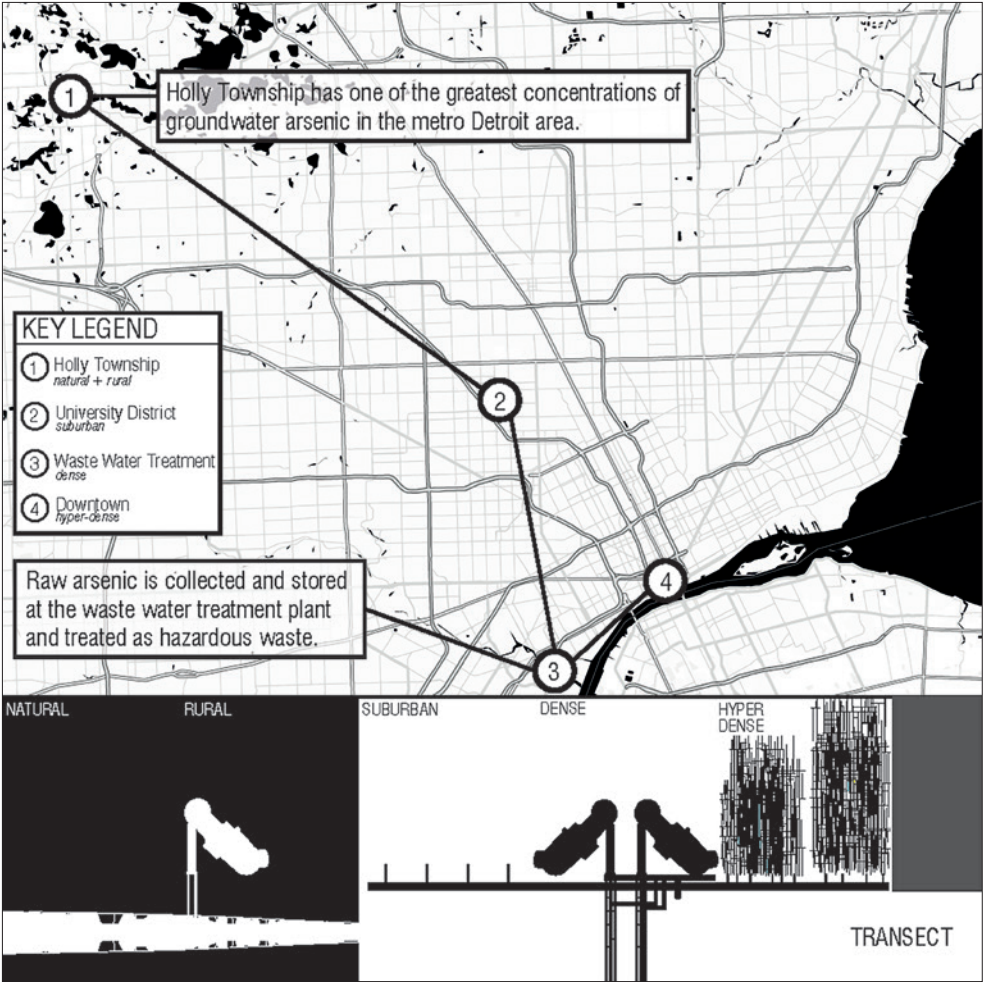 1
Holly Township has one of the greatest concentrations of
groundwater arsenic in the metro Detroit area.
KEY LEGEND
1 Holly Township
natural + rural
2 University District
suburban
3 Waste Water Treatment
dense
4 Downtown
hyper-dense
2
4
Raw arsenic is collected and stored
at the waste water treatment plant
and treated as hazardous waste.
3
NATURAL
RURAL
SUBURBAN
DENSE
HYPER
DENSE
TRANSECT